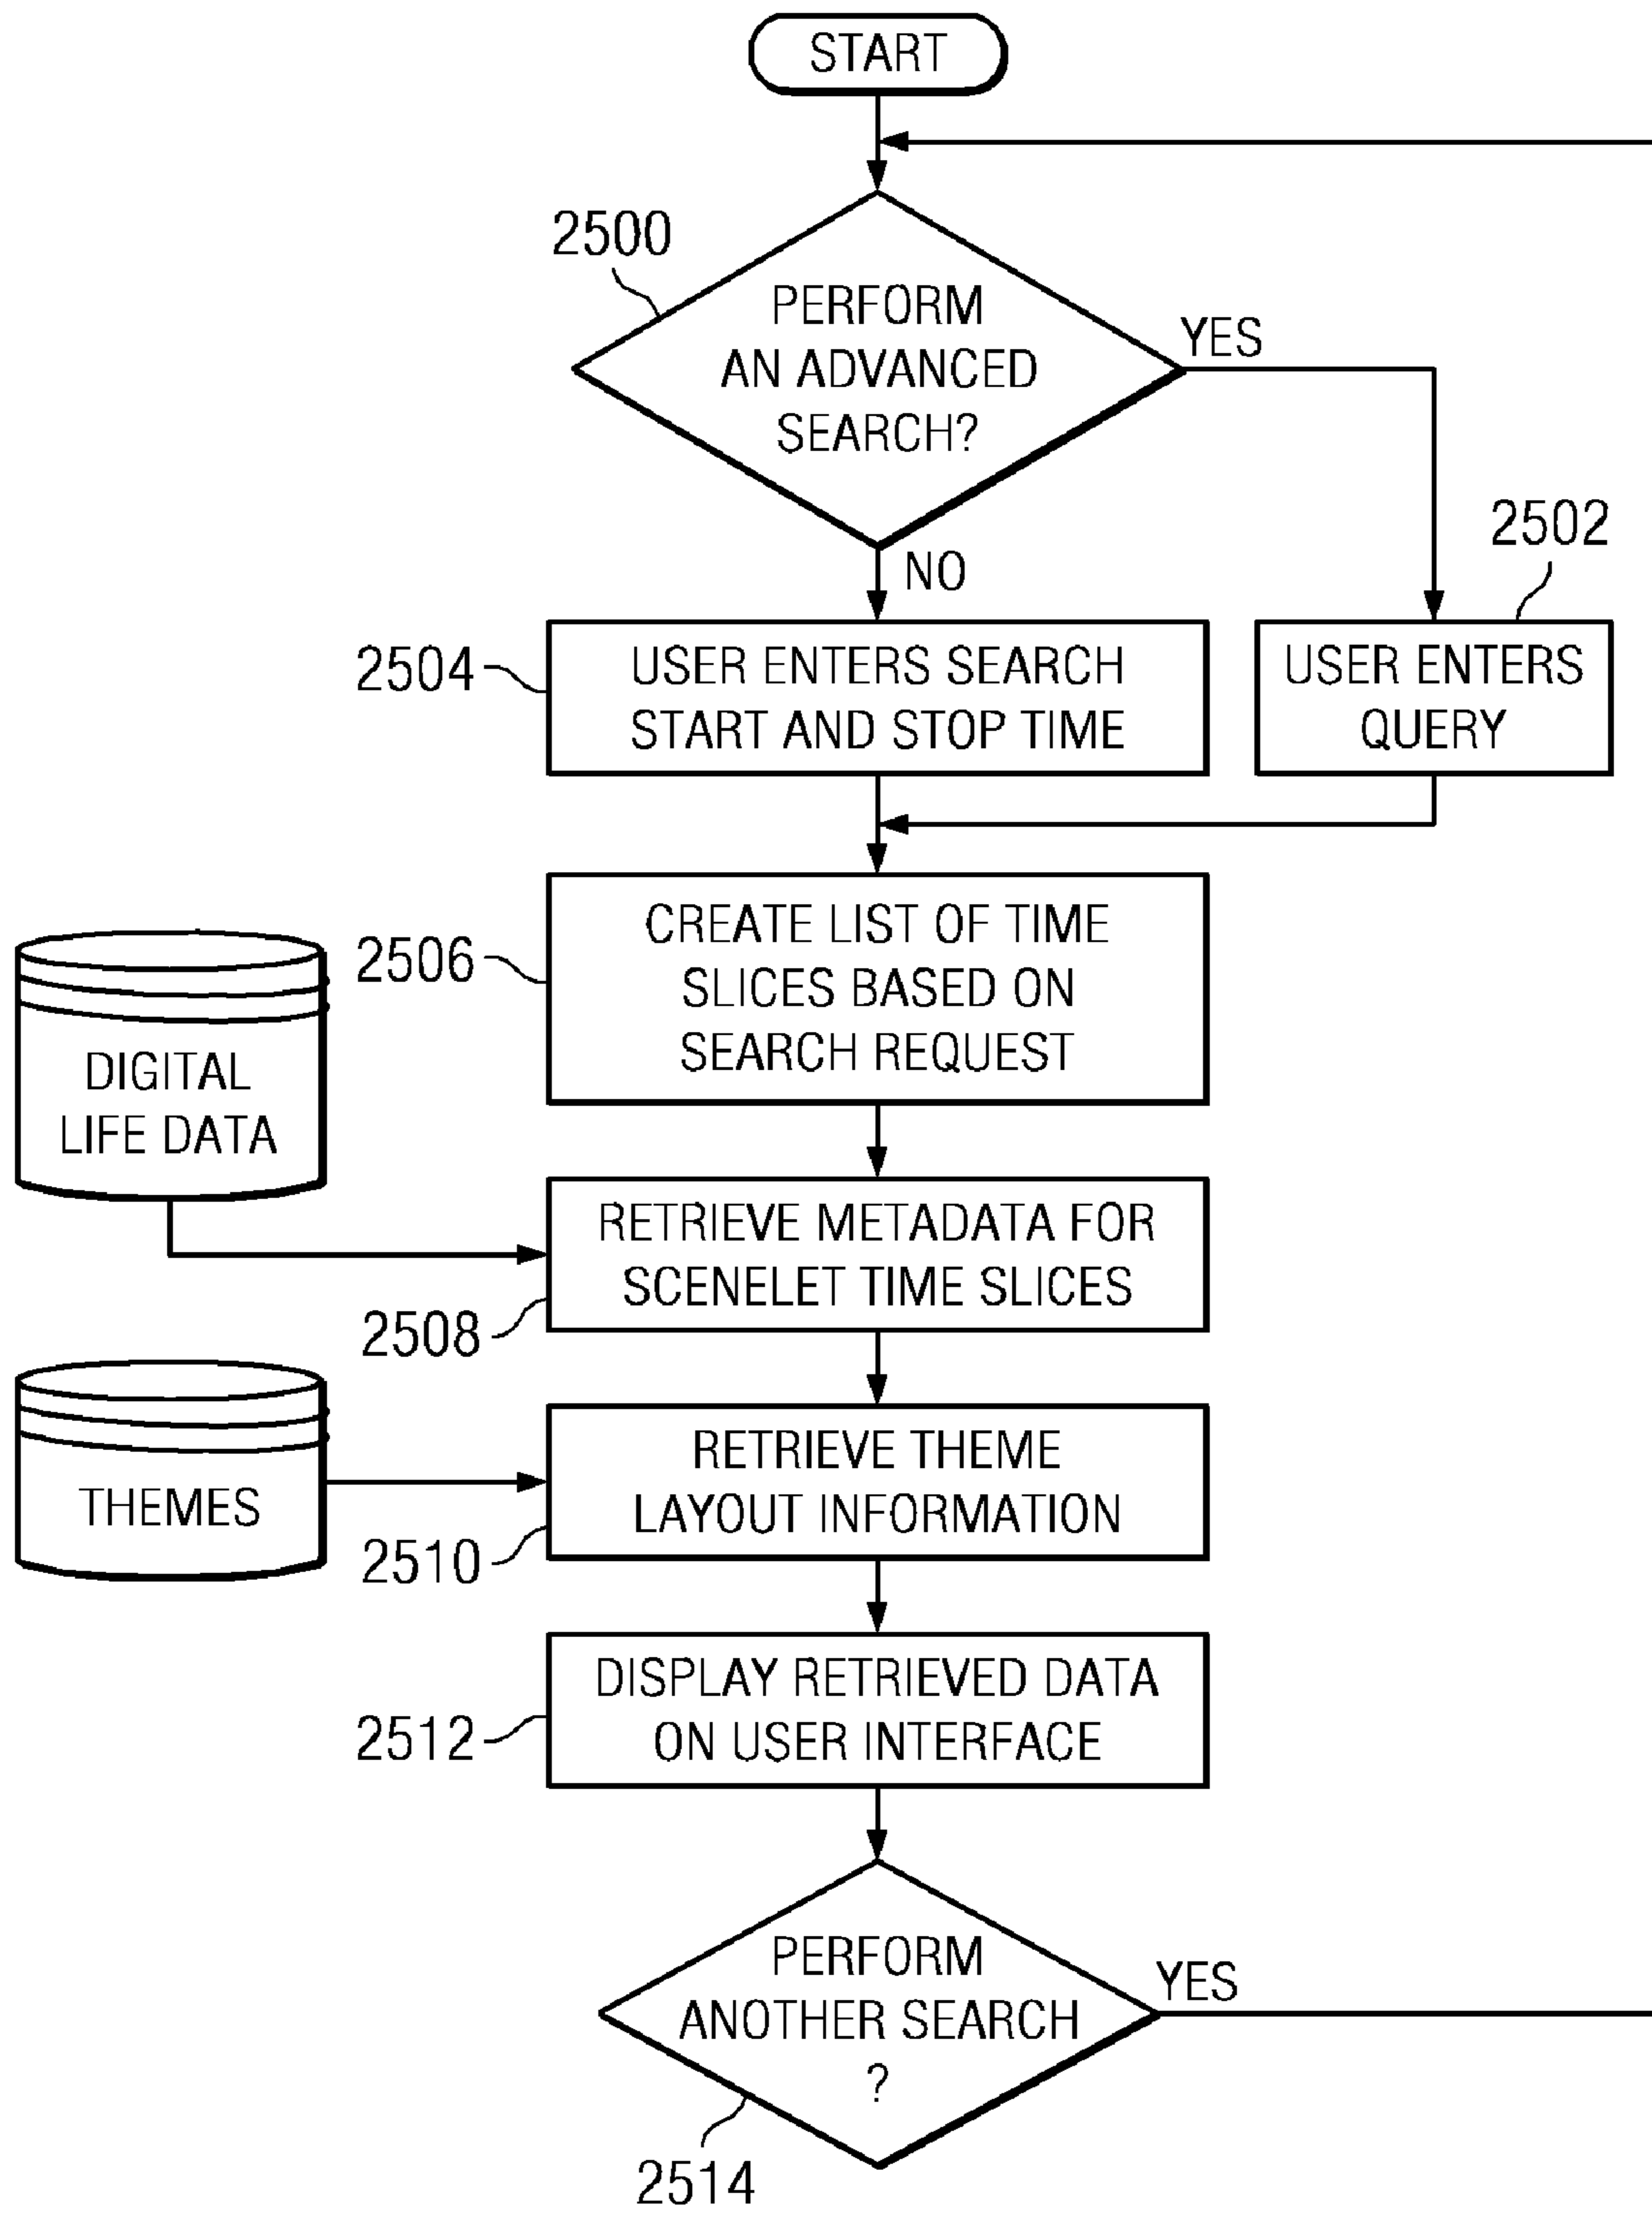 START
2500
PERFORM
AN ADVANCED
SEARCH?
YES
NO
2502
2504
USER ENTERS SEARCH
START AND STOP TIME
USER ENTERS
QUERY
2506
CREATE LIST OF TIME
SLICES BASED ON
SEARCH REQUEST
DIGITAL
LIFE DATA
RETRIEVE METADATA FOR
SCENELET TIME SLICES
2508
THEMES
RETRIEVE THEME
LAYOUT INFORMATION
2510
DISPLAY RETRIEVED DATA
ON USER INTERFACE
2512
PERFORM
ANOTHER SEARCH
?
YES
2514